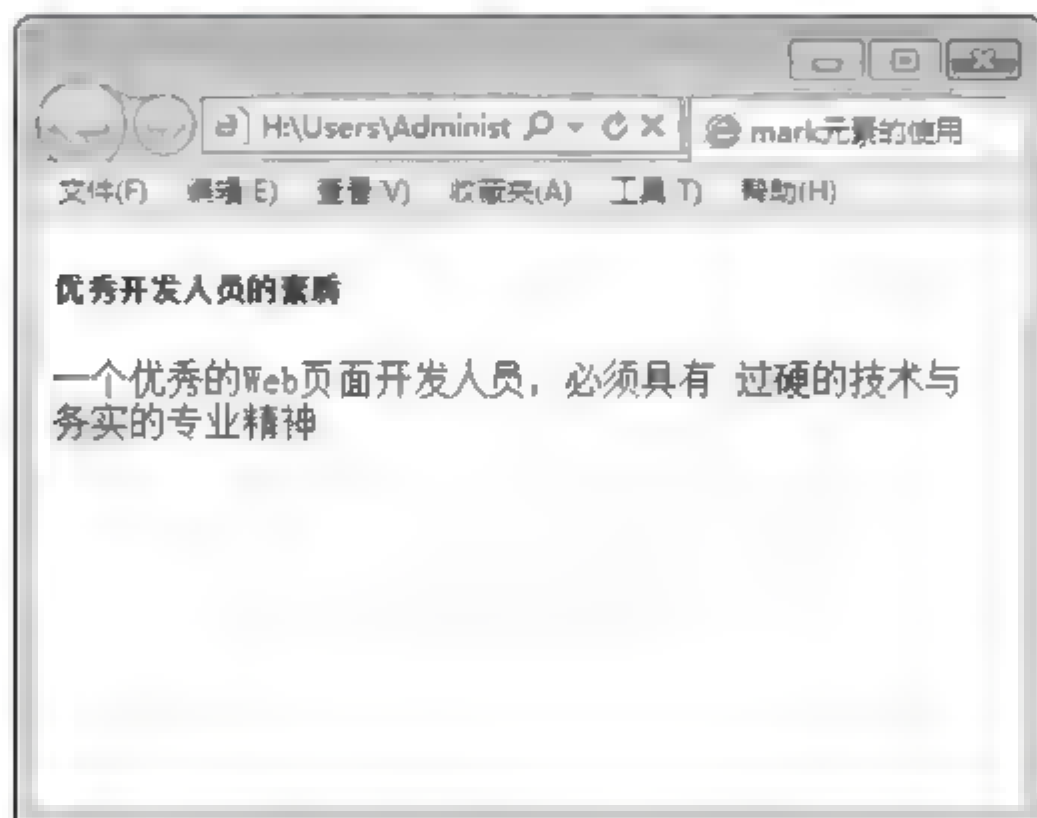 H:\Users\Administ
mark元素的使用
文件(F) 编辑 E) 查看 V) 收藏夹(A) 工具 T) 帮助(H)
优秀开发人员的素质
一个优秀的Web页面开发人员，必须具有 过硬的技术与
务实的专业精神